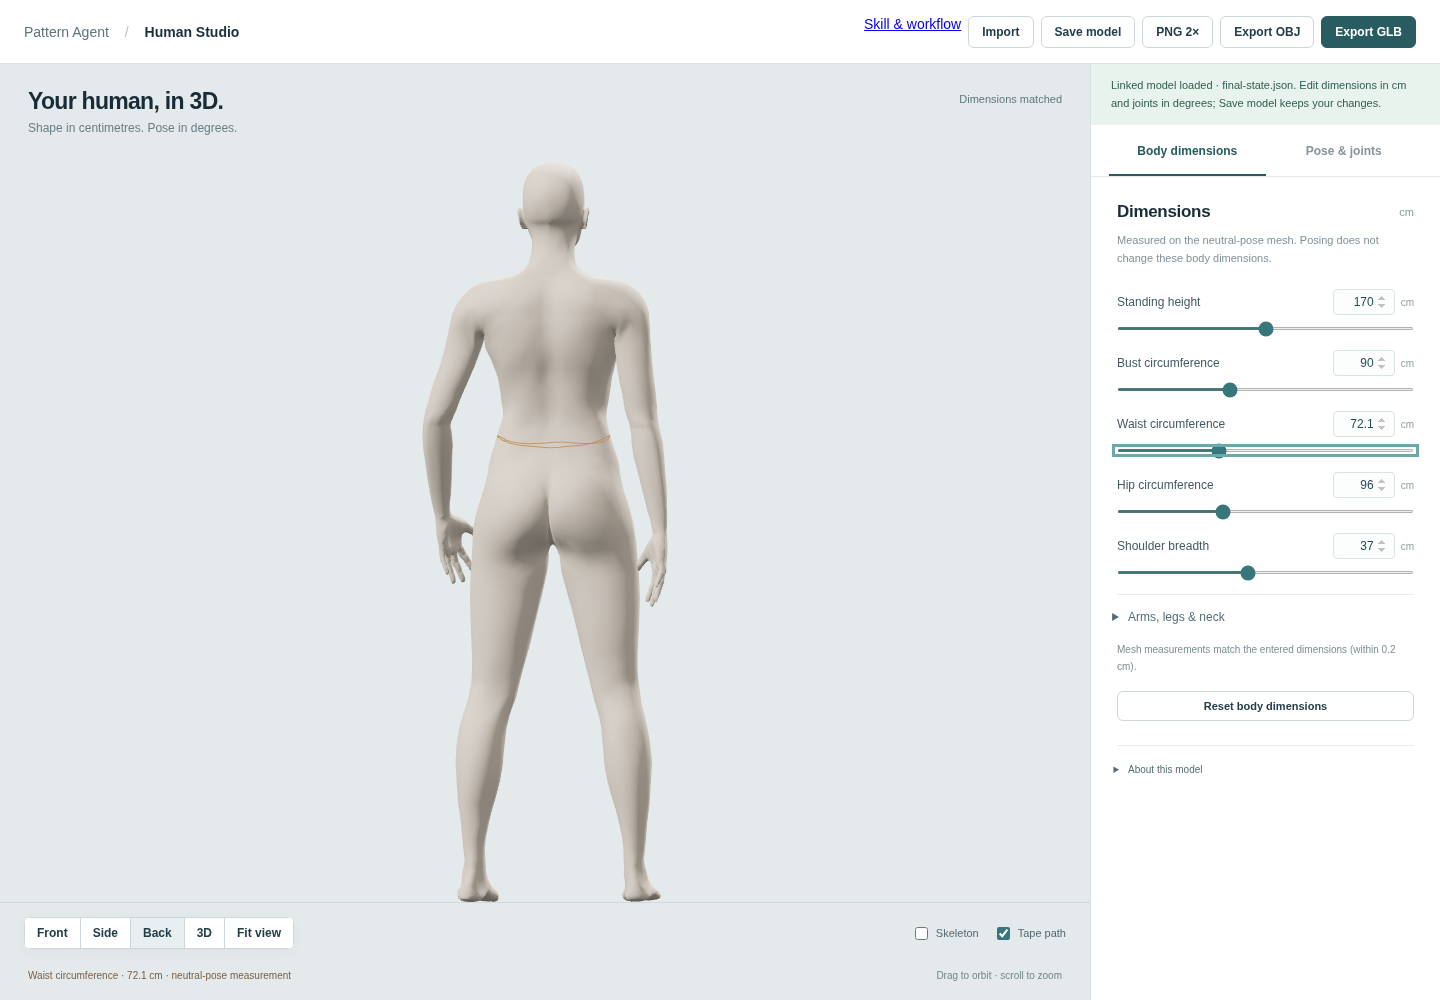 Pattern Agent / Human Studio
Skill & workflow
Import
Save model
PNG 2×
Export OBJ
Export GLB
Your human, in 3D.
Shape in centimetres. Pose in degrees.
Dimensions matched
Linked model loaded · final-state.json. Edit dimensions in cm
and joints in degrees; Save model keeps your changes.
Body dimensions
Pose & joints
Dimensions
cm
Measured on the neutral-pose mesh. Posing does not
change these body dimensions.
Standing height 170 cm
Bust circumference 90 cm
Waist circumference 72.1 cm
Hip circumference 96 cm
Shoulder breadth 37 cm
Arms, legs & neck
Mesh measurements match the entered dimensions (within 0.2
cm).
Reset body dimensions
About this model
Front
Side
Back
3D
Fit view
Skeleton
Tape path
Waist circumference · 72.1 cm · neutral-pose measurement
Drag to orbit · scroll to zoom